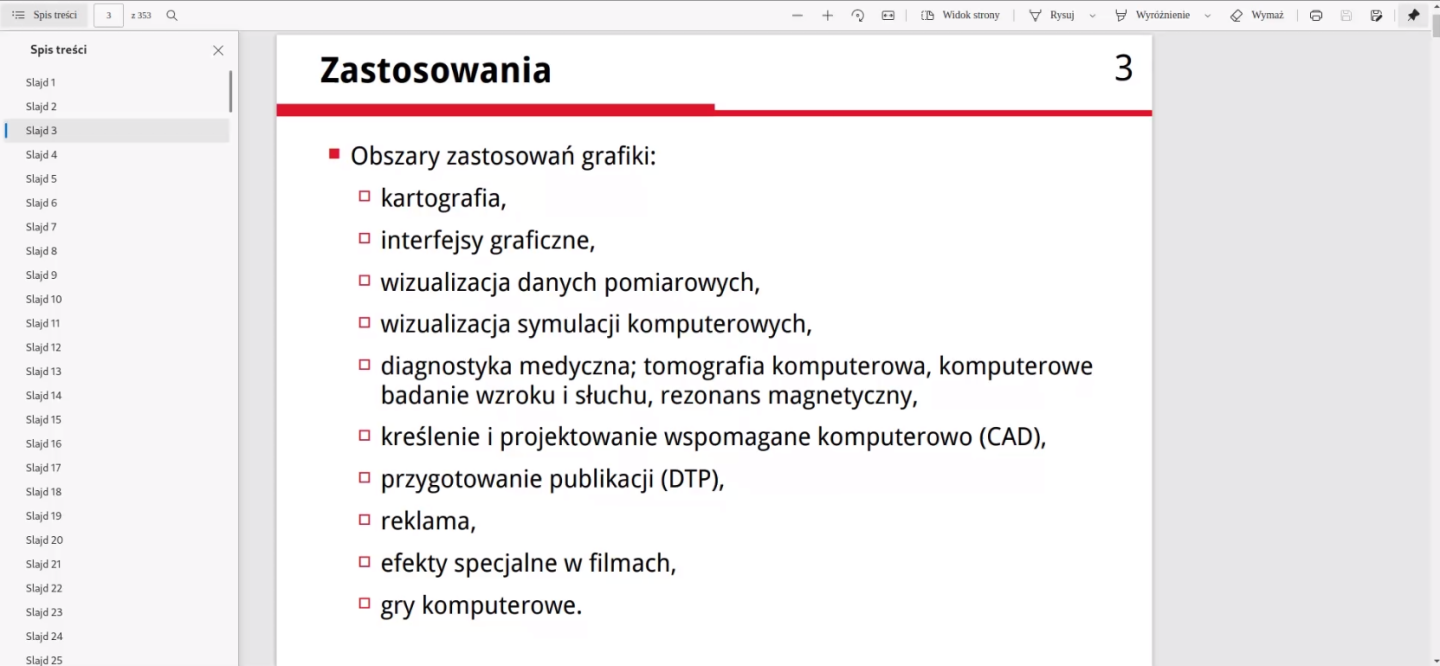 Spis treści
3
z 353
Widok strony
Rysuj
Wyróżnienie
Wymaż
Spis treści
Slajd 1
Slajd 2
Slajd 3
Slajd 4
Slajd 5
Slajd 6
Slajd 7
Slajd 8
Slajd 9
Slajd 10
Slajd 11
Slajd 12
Slajd 13
Slajd 14
Slajd 15
Slajd 16
Slajd 17
Slajd 18
Slajd 19
Slajd 20
Slajd 21
Slajd 22
Slajd 23
Slajd 24
Slajd 25
Zastosowania
3
Obszary zastosowań grafiki:
kartografia,
interfejsy graficzne,
wizualizacja danych pomiarowych,
wizualizacja symulacji komputerowych,
diagnostyka medyczna; tomografia komputerowa, komputerowe
badanie wzroku i słuchu, rezonans magnetyczny,
kreślenie i projektowanie wspomagane komputerowo (CAD),
przygotowanie publikacji (DTP),
reklama,
efekty specjalne w filmach,
gry komputerowe.